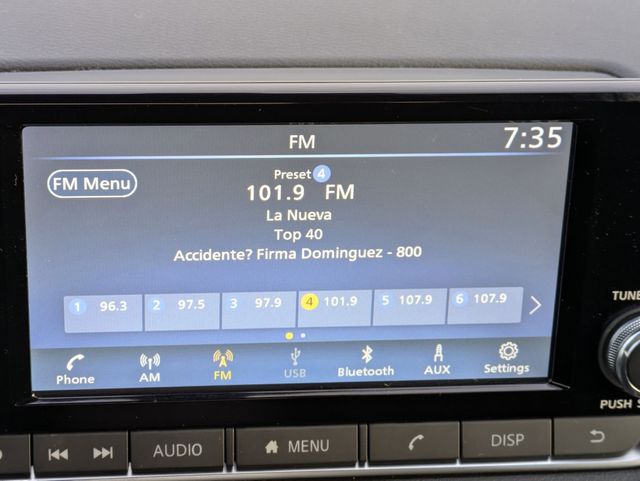 FM
7:35
FM Menu
Preset 4
101.9 FM
La Nueva
Top 40
Accidente? Firma Dominguez - 800
1 96.3 2 97.5 3 97.9 4 101.9 5 107.9 6 107.9
Phone AM FM USB Bluetooth AUX Settings
TUNE
PUSH
AUDIO MENU DISP